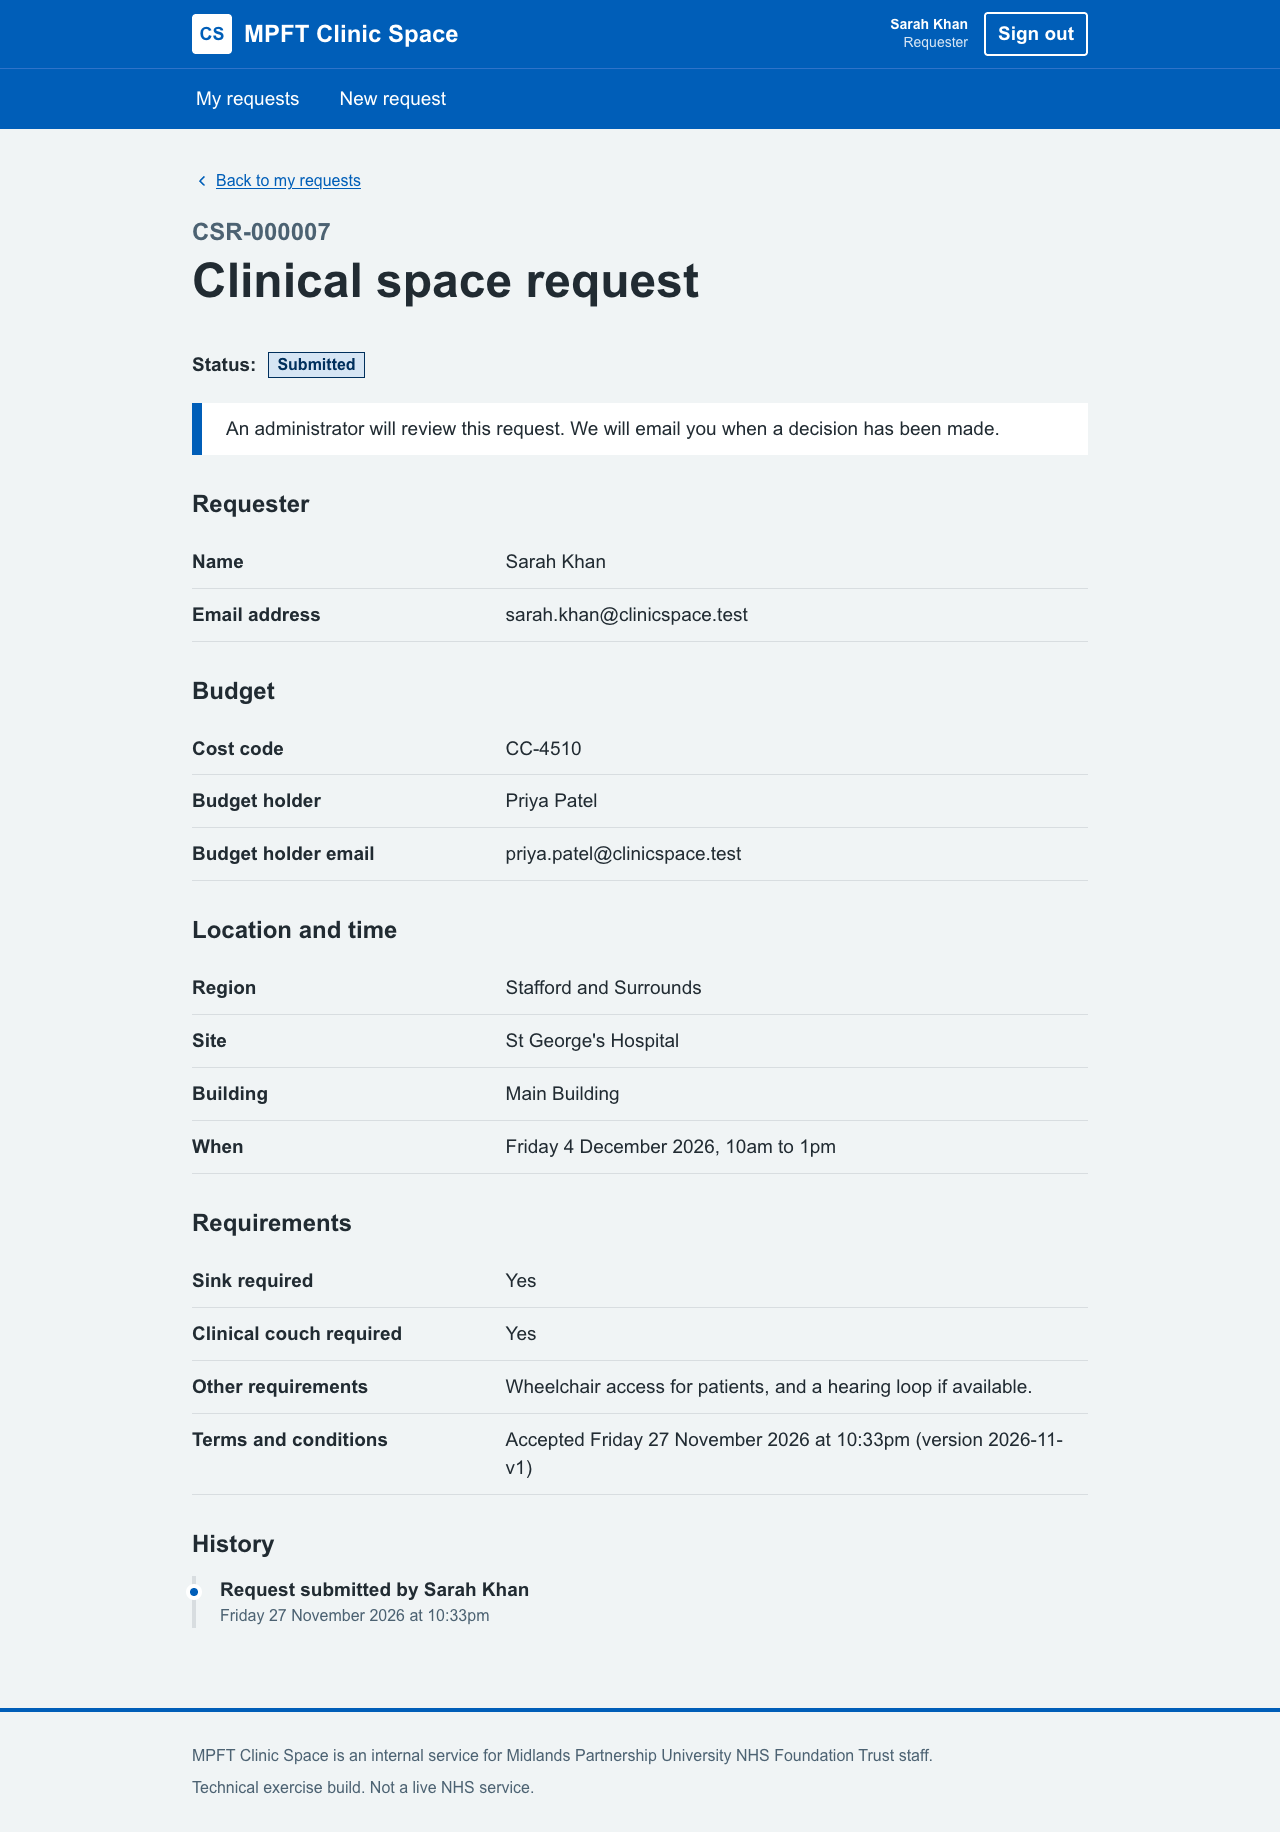 CS MPFT Clinic Space
Sarah Khan
Requester
Sign out
My requests New request
Back to my requests
CSR-000007
Clinical space request
Status: Submitted
An administrator will review this request. We will email you when a decision has been made.
Requester
Name Sarah Khan
Email address sarah.khan@clinicspace.test
Budget
Cost code CC-4510
Budget holder Priya Patel
Budget holder email priya.patel@clinicspace.test
Location and time
Region Stafford and Surrounds
Site St George's Hospital
Building Main Building
When Friday 4 December 2026, 10am to 1pm
Requirements
Sink required Yes
Clinical couch required Yes
Other requirements Wheelchair access for patients, and a hearing loop if available.
Terms and conditions Accepted Friday 27 November 2026 at 10:33pm (version 2026-11-
v1)
History
Request submitted by Sarah Khan
Friday 27 November 2026 at 10:33pm
MPFT Clinic Space is an internal service for Midlands Partnership University NHS Foundation Trust staff.
Technical exercise build. Not a live NHS service.